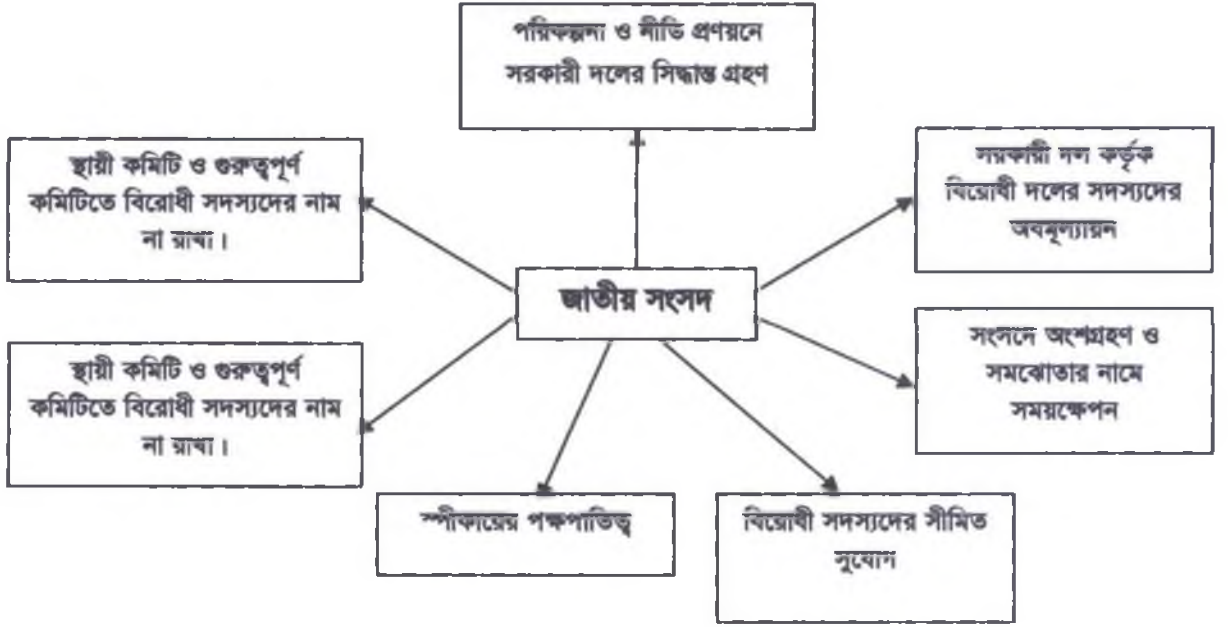 পরিকল্পনা ও নীতি প্রণয়নে
সরকারী দলের সিদ্ধান্ত গ্রহণ
স্থায়ী কমিটি ও গুরুত্বপূর্ণ
কমিটিতে বিরোধী সদস্যদের নাম
না রাখা।
সরকারী দল কর্তৃক
বিরোধী দলের সদস্যদের
অবমূল্যায়ন
জাতীয় সংসদ
স্থায়ী কমিটি ও গুরুত্বপূর্ণ
কমিটিতে বিরোধী সদস্যদের নাম
না রাখা।
সংসদে অংশগ্রহণ ও
সমঝোতার নামে
সময়ক্ষেপন
স্পীকারের পক্ষপাতিত্ব
বিরোধী সদস্যদের সীমিত
সুযোগ